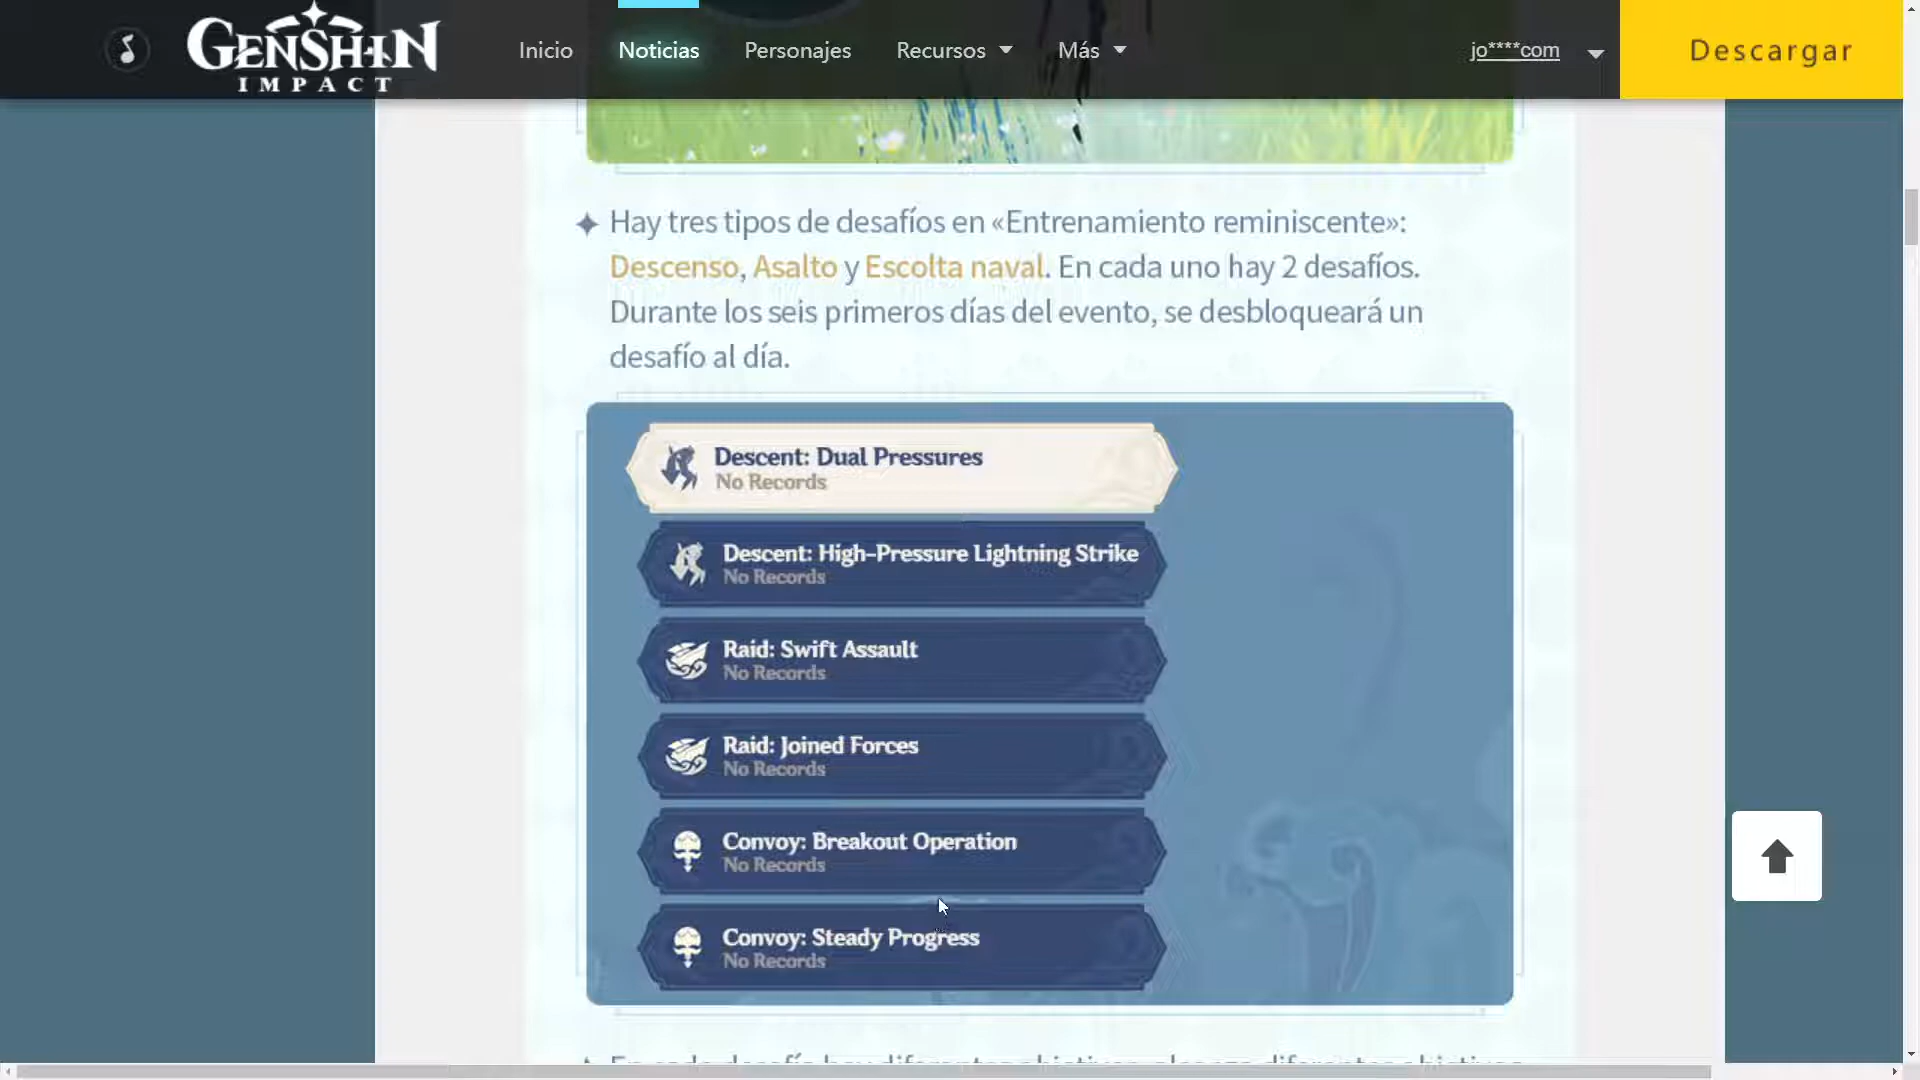 GENSHIN
IMPACT
Inicio
Noticias
Personajes
Recursos
Más
jo****com
Descargar
Hay tres tipos de desafíos en «Entrenamiento reminiscente»:
Descenso, Asalto y Escolta naval. En cada uno hay 2 desafíos.
Durante los seis primeros días del evento, se desbloqueará un
desafío al día.
Descent: Dual Pressures
No Records
Descent: High-Pressure Lightning Strike
No Records
Raid: Swift Assault
No Records
Raid: Joined Forces
No Records
Convoy: Breakout Operation
No Records
Convoy: Steady Progress
No Records